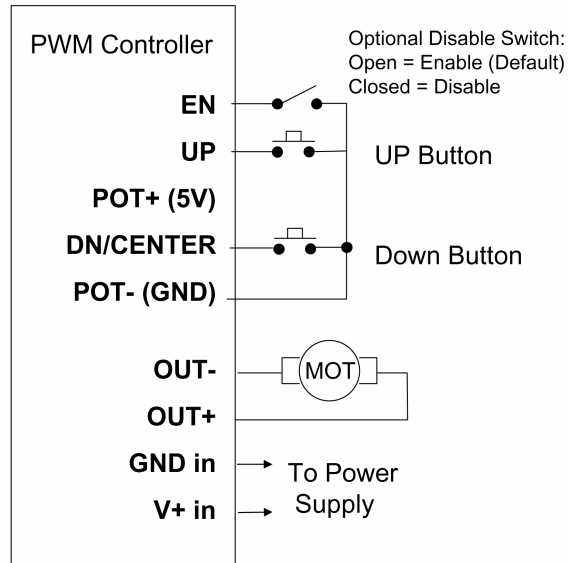 PWM Controller
Optional Disable Switch:
Open = Enable (Default)
Closed = Disable
EN
UP
UP Button
POT+ (5V)
DN/CENTER
Down Button
POT- (GND)
OUT-
MOT
OUT+
GND in
To Power
Supply
V+ in